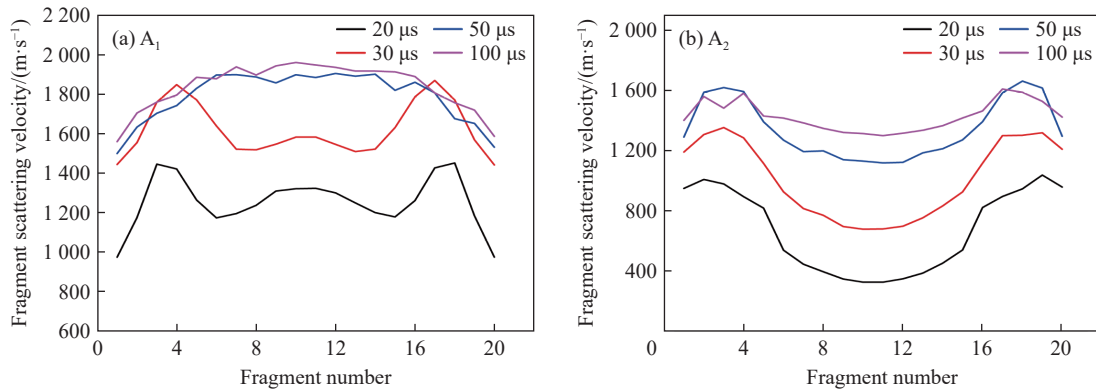 2 200
2 000
1 800
1 600
1 400
1 200
1 000
800
600
Fragment scattering velocity/(m·s⁻¹)
(a) A₁
20 μs
50 μs
30 μs
100 μs
0
4
8
12
16
20
Fragment number
2 000
1 600
1 200
800
400
Fragment scattering velocity/(m·s⁻¹)
(b) A₂
20 μs
50 μs
30 μs
100 μs
0
4
8
12
16
20
Fragment number